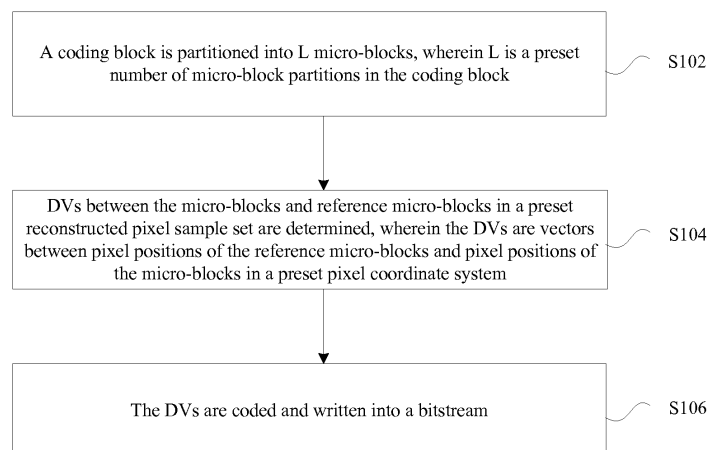 A coding block is partitioned into L micro-blocks, wherein L is a preset
number of micro-block partitions in the coding block
S102
DVs between the micro-blocks and reference micro-blocks in a preset
reconstructed pixel sample set are determined, wherein the DVs are vectors
between pixel positions of the reference micro-blocks and pixel positions of
the micro-blocks in a preset pixel coordinate system
S104
The DVs are coded and written into a bitstream
S106